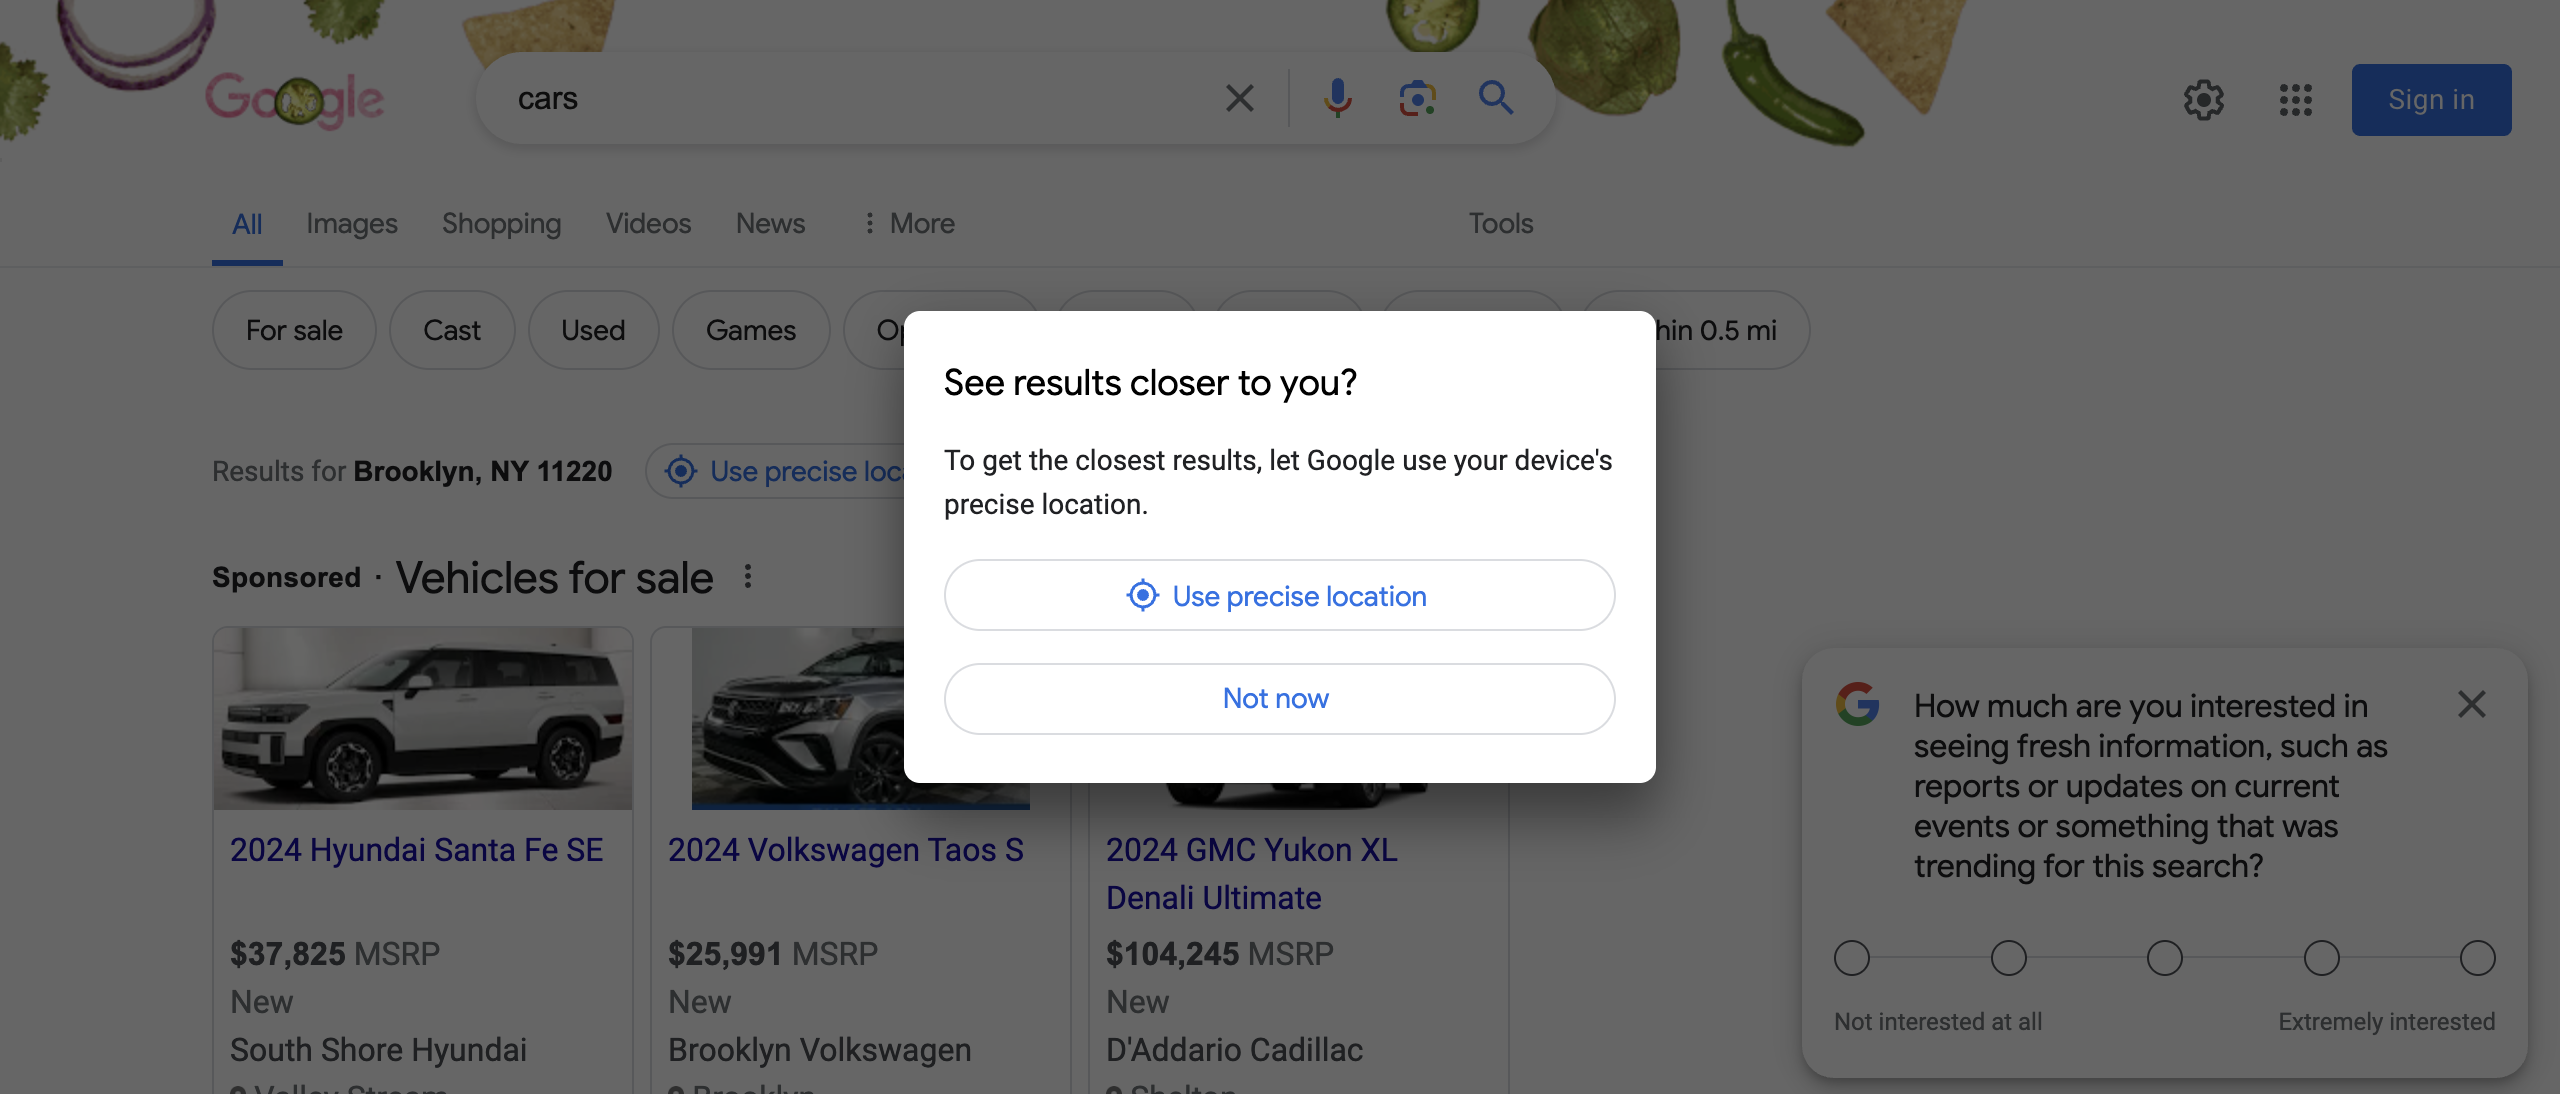 Google
cars
Sign in
All
Images
Shopping
Videos
News
More
Tools
For sale
Cast
Used
Games
hin 0.5 mi
See results closer to you?
To get the closest results, let Google use your device's
precise location.
Use precise location
Not now
Results for Brooklyn, NY 11220
Use precise loc
Sponsored · Vehicles for sale
2024 Hyundai Santa Fe SE
$37,825 MSRP
New
South Shore Hyundai
2024 Volkswagen Taos S
$25,991 MSRP
New
Brooklyn Volkswagen
2024 GMC Yukon XL
Denali Ultimate
$104,245 MSRP
New
D'Addario Cadillac
How much are you interested in
seeing fresh information, such as
reports or updates on current
events or something that was
trending for this search?
Not interested at all
Extremely interested